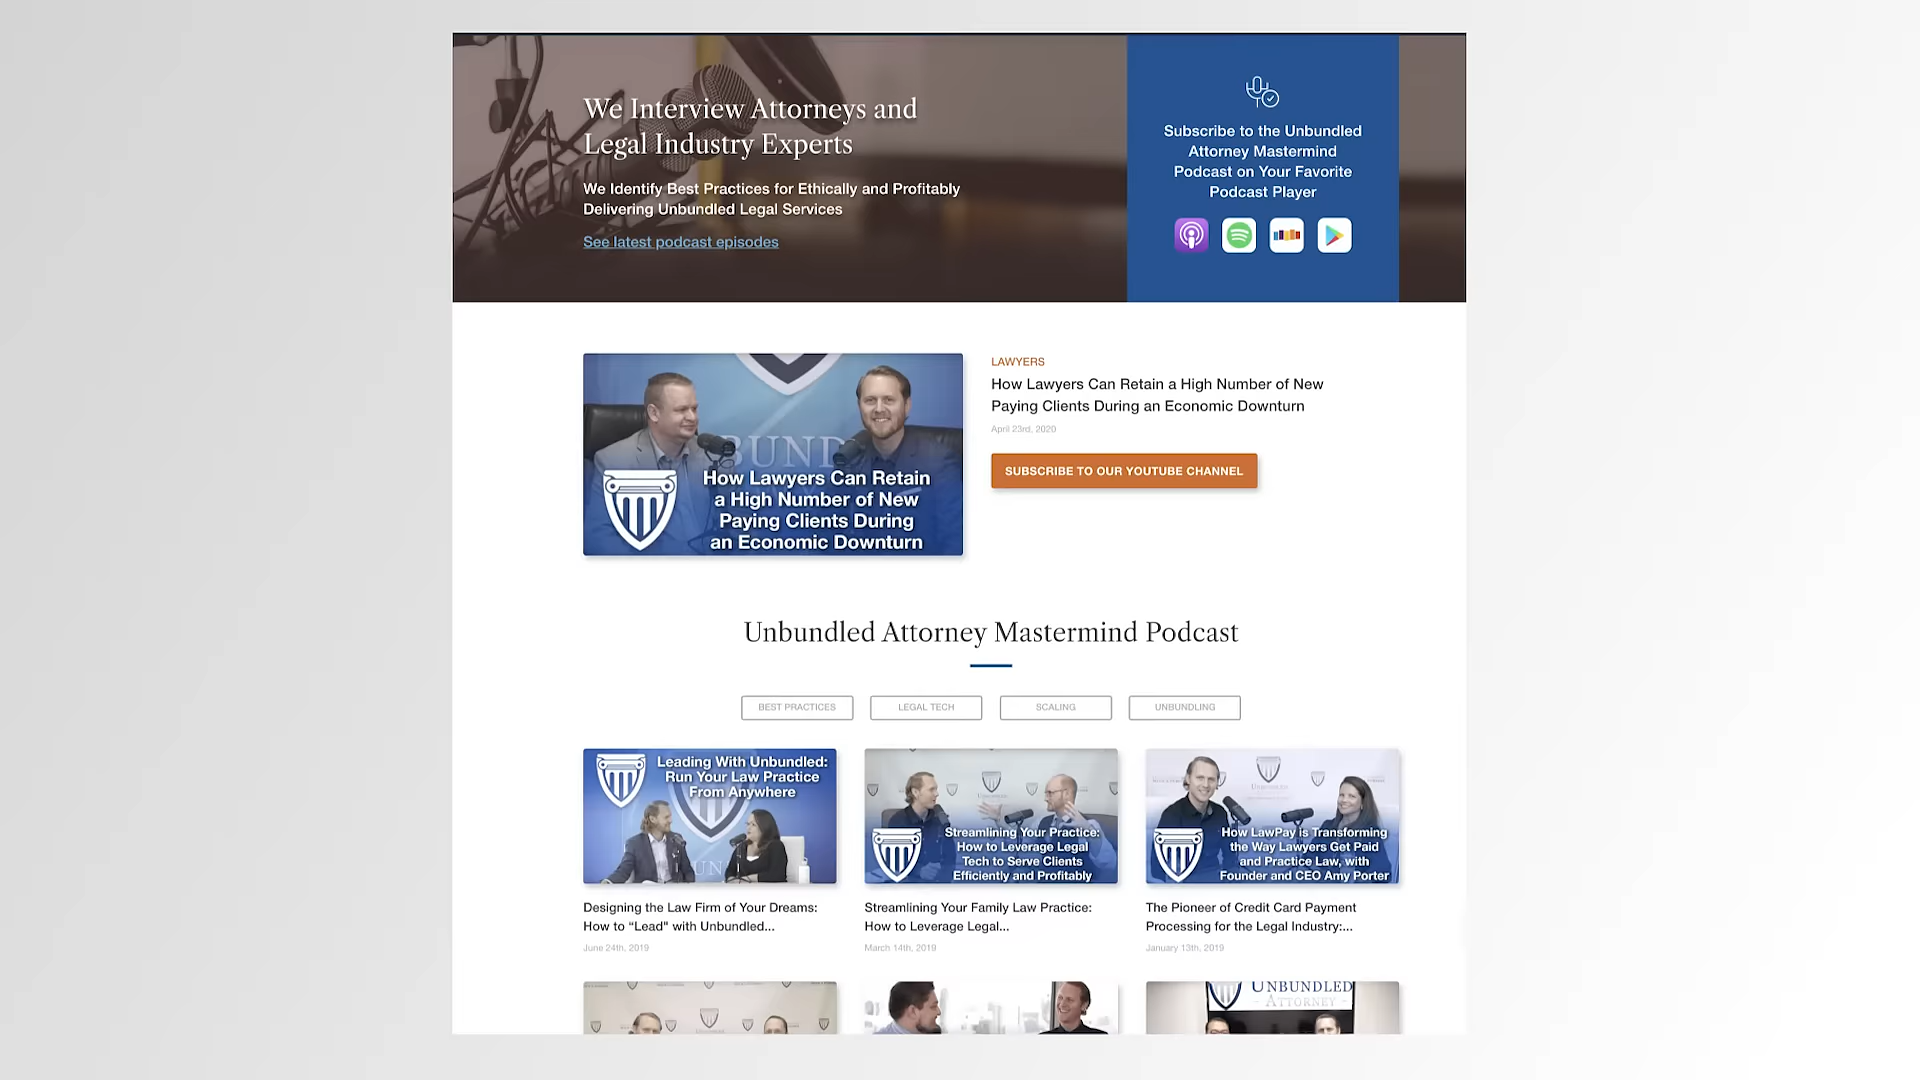 We Interview Attorneys and
Legal Industry Experts
We Identify Best Practices for Ethically and Profitably
Delivering Unbundled Legal Services
See latest podcast episodes
Subscribe to the Unbundled
Attorney Mastermind
Podcast on Your Favorite
Podcast Player
BUND
How Lawyers Can Retain
a High Number of New
Paying Clients During
an Economic Downturn
LAWYERS
How Lawyers Can Retain a High Number of New
Paying Clients During an Economic Downturn
April 23rd, 2020
SUBSCRIBE TO OUR YOUTUBE CHANNEL
Unbundled Attorney Mastermind Podcast
BEST PRACTICES
LEGAL TECH
SCALING
UNBUNDLING
Leading With Unbundled:
Run Your Law Practice
From Anywhere
UN
Designing the Law Firm of Your Dreams:
How to “Lead" with Unbundled...
June 24th, 2019
Streamlining Your Practice:
How to Leverage Legal
Tech to Serve Clients
Efficiently and Profitably
Streamlining Your Family Law Practice:
How to Leverage Legal...
March 14th, 2019
How LawPay is Transforming
the Way Lawyers Get Paid
and Practice Law, with
Founder and CEO Amy Porter
The Pioneer of Credit Card Payment
Processing for the Legal Industry:...
January 13th, 2019
UNBUNDLED
ATTORNEY